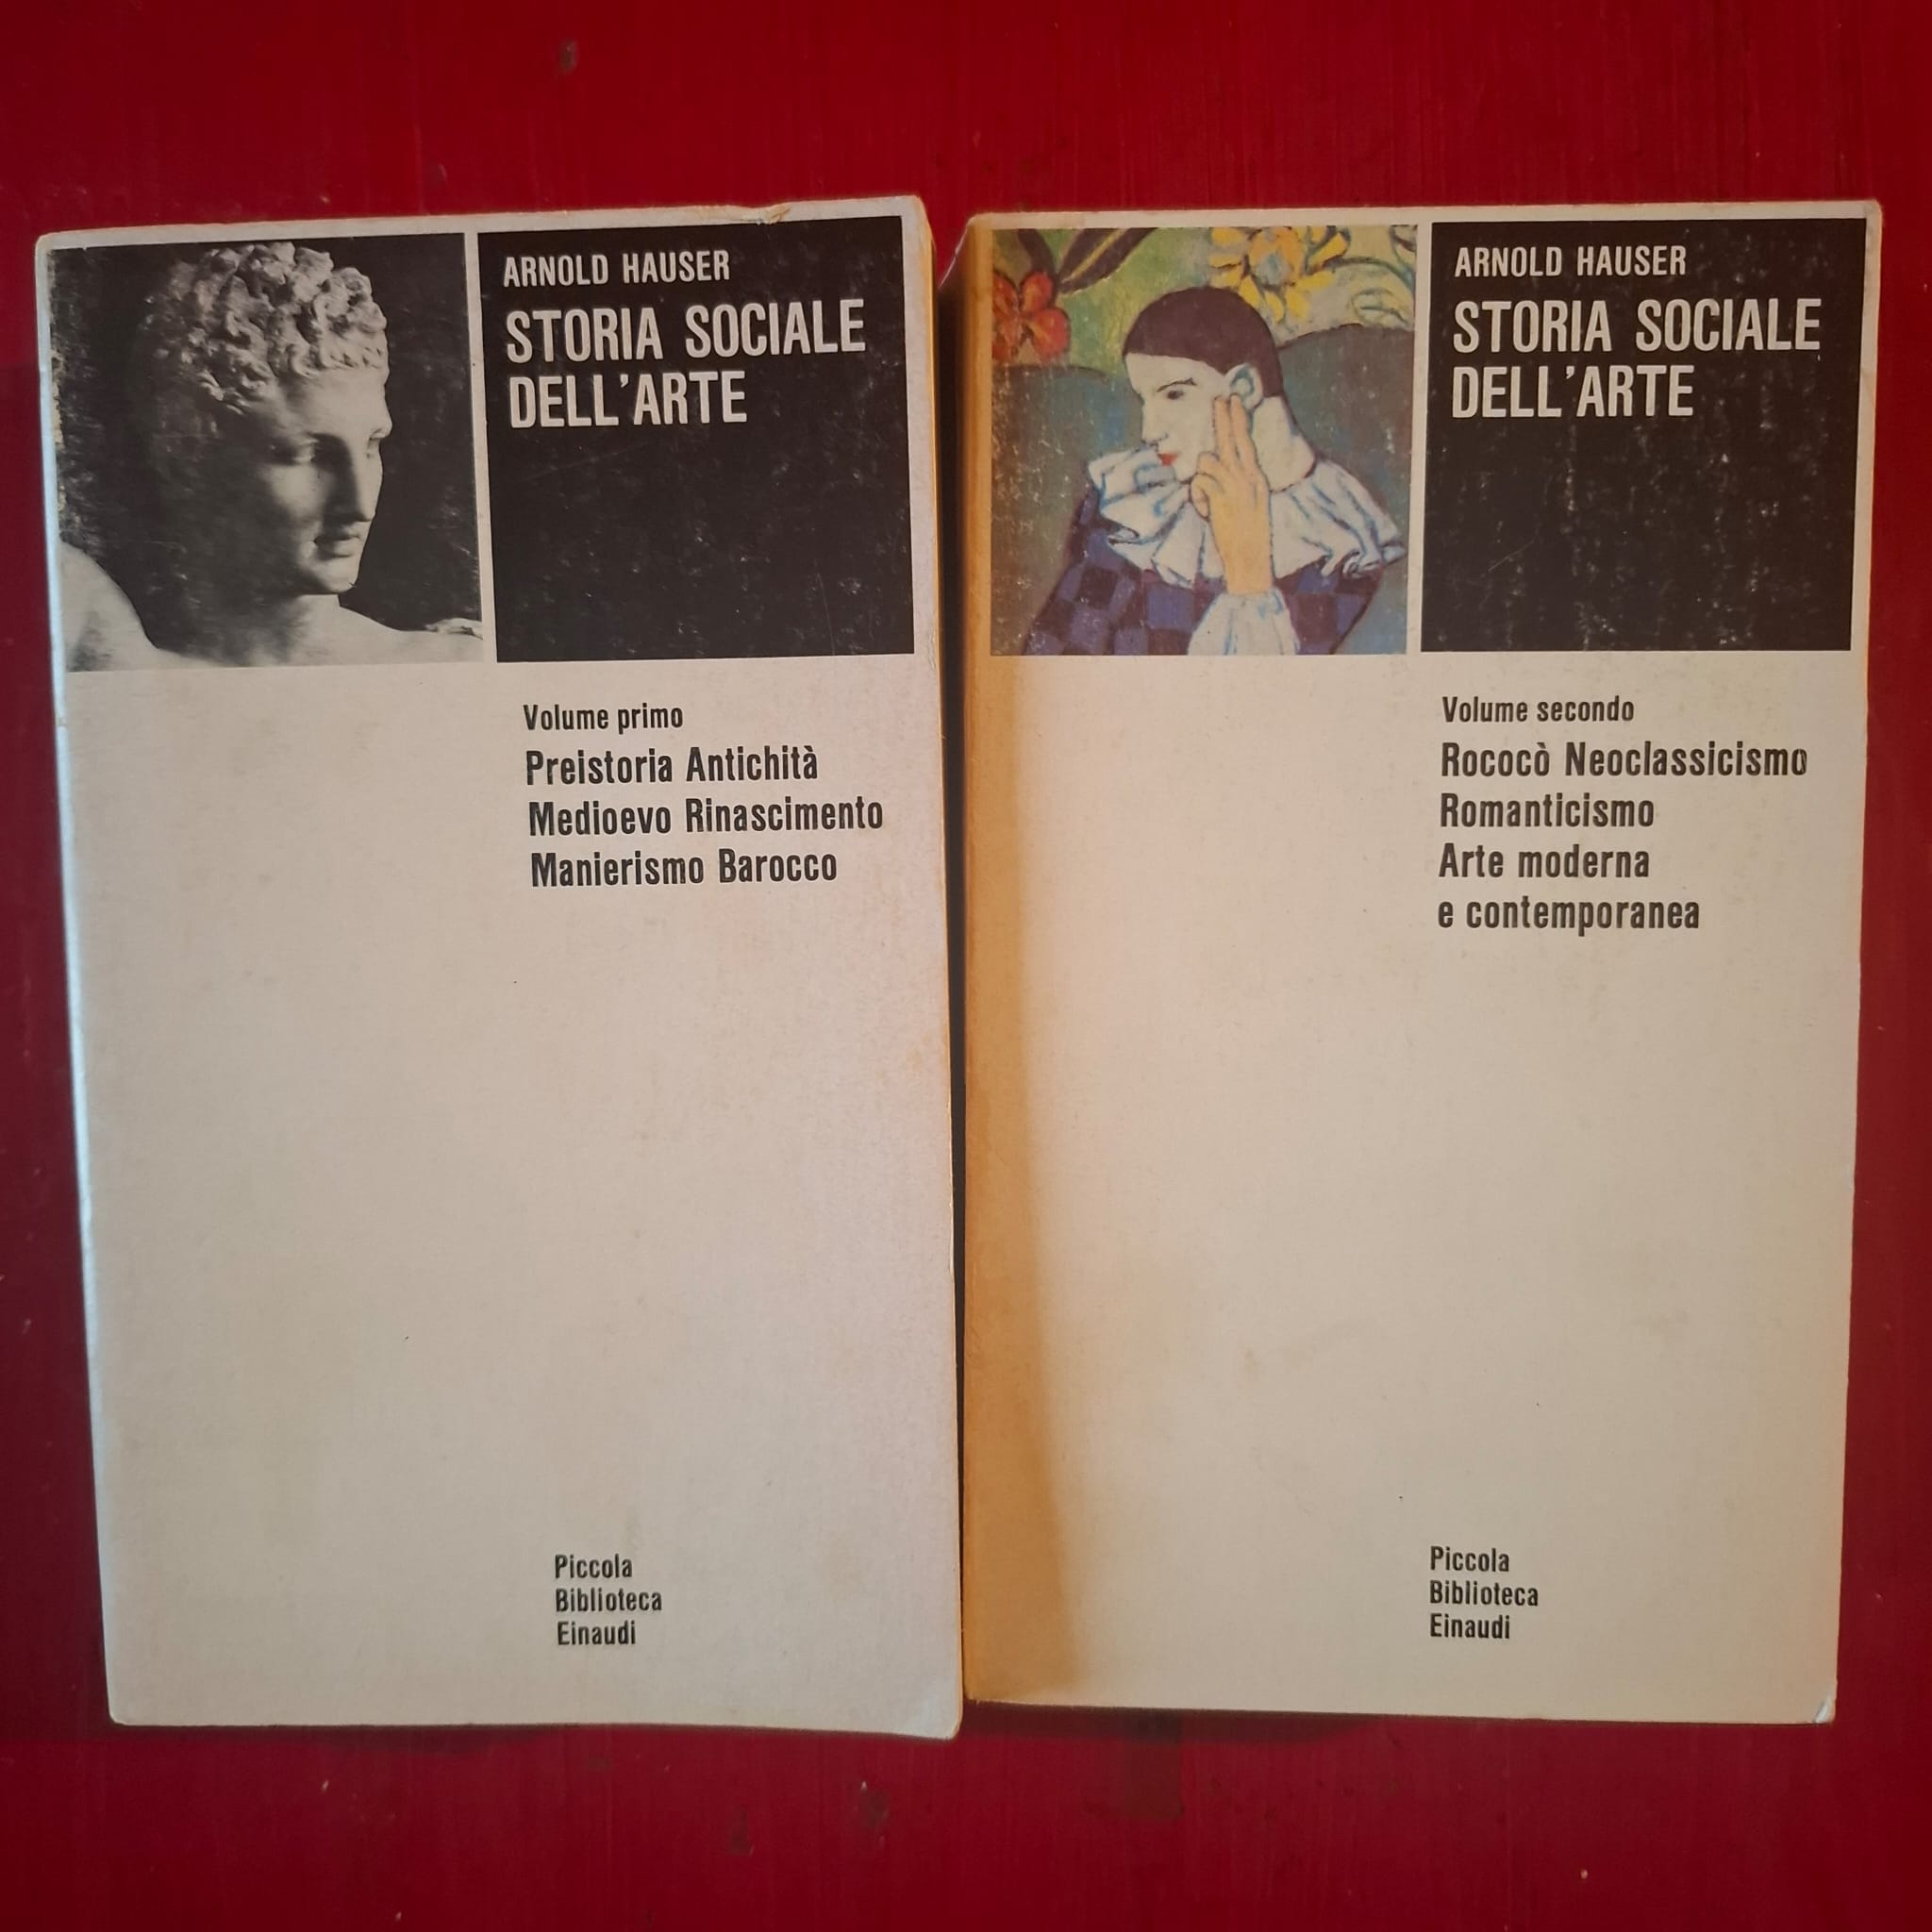 ARNOLD HAUSER
STORIA SOCIALE
DELL'ARTE
Volume primo
Preistoria Antichità
Medioevo Rinascimento
Manierismo Barocco
Piccola
Biblioteca
Einaudi
ARNOLD HAUSER
STORIA SOCIALE
DELL'ARTE
Volume secondo
Rococò Neoclassicismo
Romanticismo
Arte moderna
e contemporanea
Piccola
Biblioteca
Einaudi